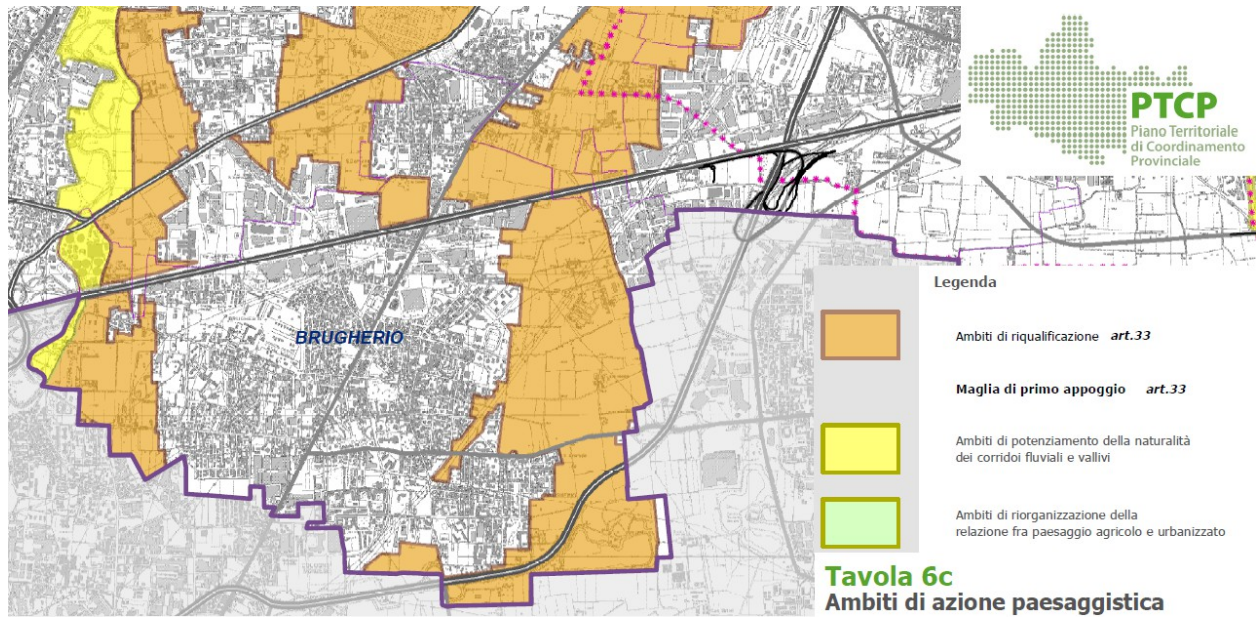 PTCP
Piano Territoriale
di Coordinamento
Provinciale
BRUGHERIO
Legenda
Ambiti di riqualificazione art.33
Maglia di primo appoggio art.33
Ambiti di potenziamento della naturalità
dei corridoi fluviali e vallivi
Ambiti di riorganizzazione della
relazione fra paesaggio agricolo e urbanizzato
Tavola 6c
Ambiti di azione paesaggistica